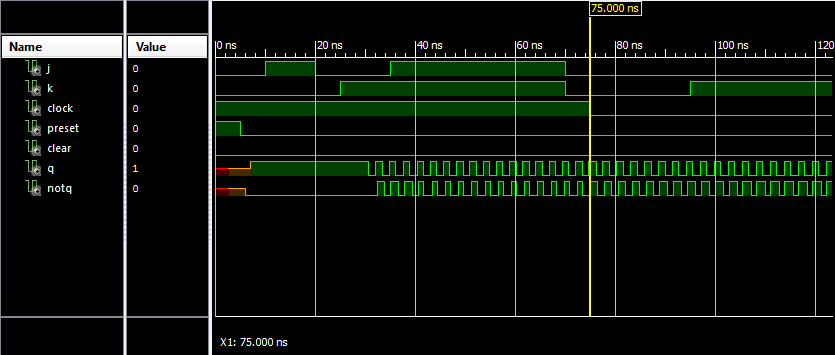 75.000 ns
Name Value 0 ns 20 ns 40 ns 60 ns 80 ns 100 ns 120
j 0
k 0
clock 0
preset 0
clear 0
q 1
notq 0
X1: 75.000 ns